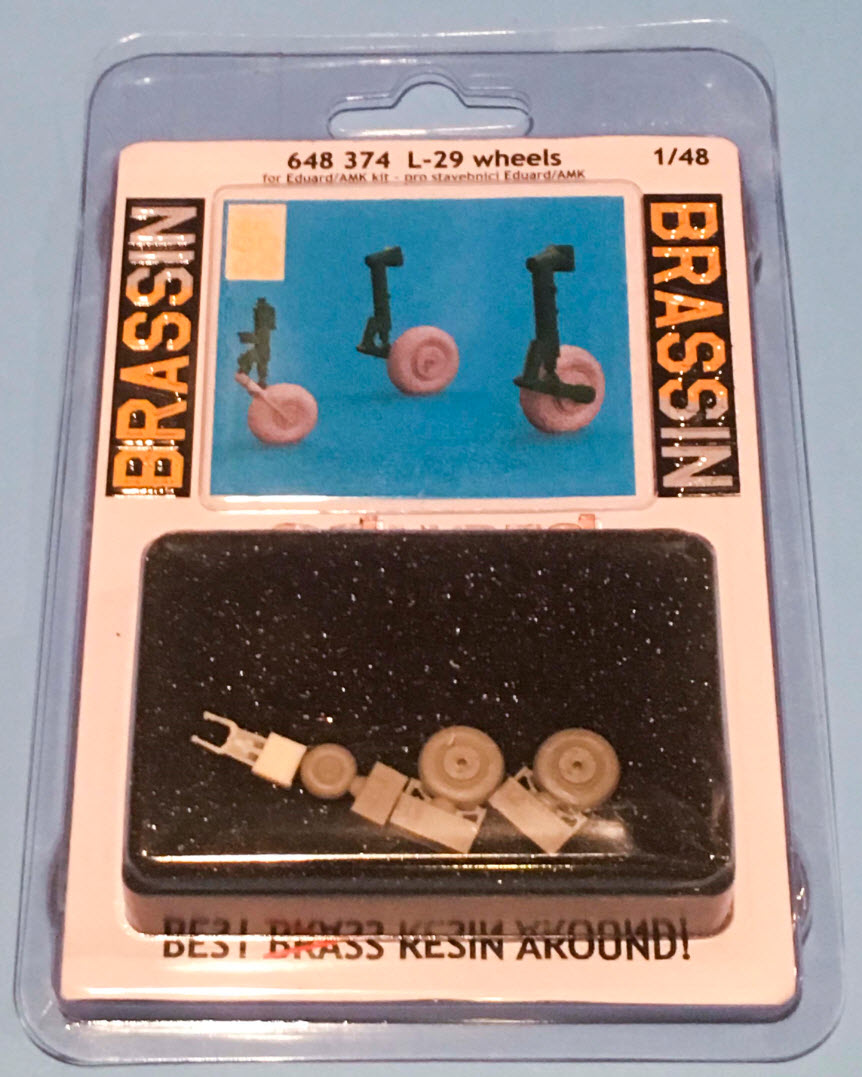 648 374 L-29 wheels 1/48
for Eduard/AMK kit - pro stavebnici Eduard/AMK
BRASSIN
BRASSIN
BEST BRASS RESIN AROUND!